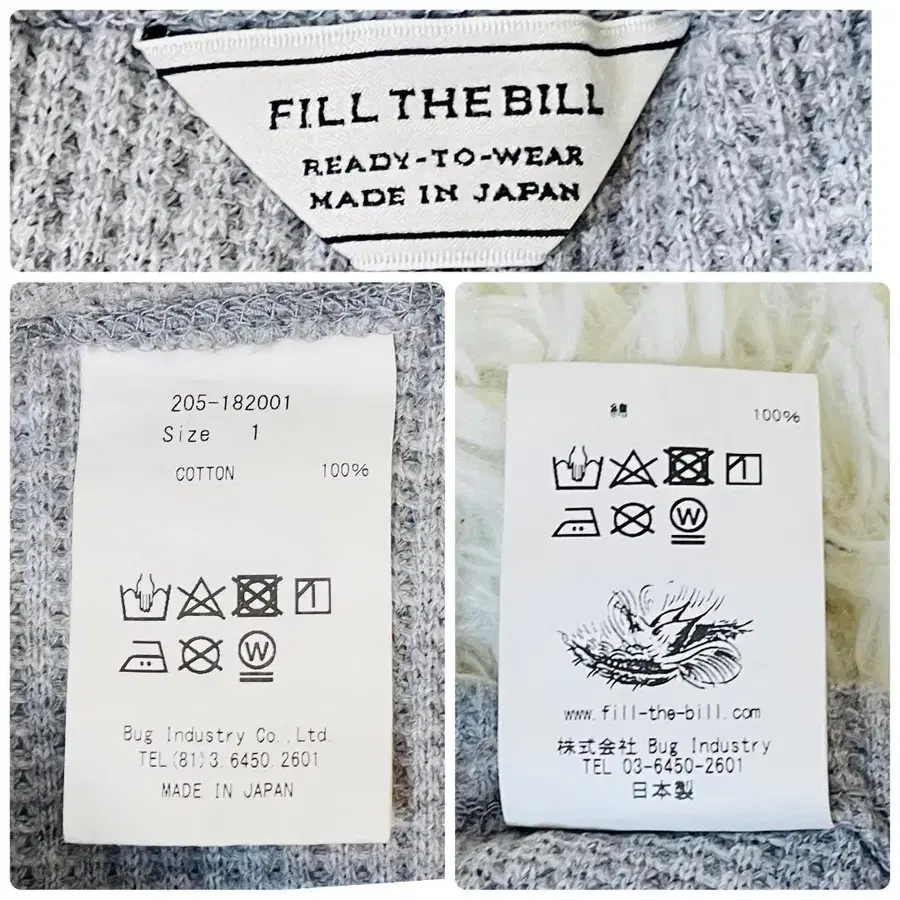 FILL THE BILL
READY-TO-WEAR
MADE IN JAPAN
205-182001
Size 1
COTTON 100%
W
Bug Industry Co.,Ltd.
TEL(81)3.6450.2601
MADE IN JAPAN
綿 100%
W
www.fill-the-bill.com
株式会社 Bug Industry
TEL 03-6450-2601
日本製